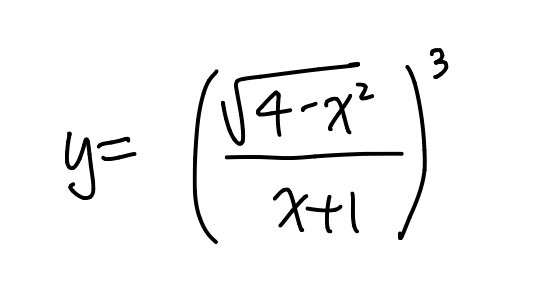 y = (√(4-x²)/(x+1))³